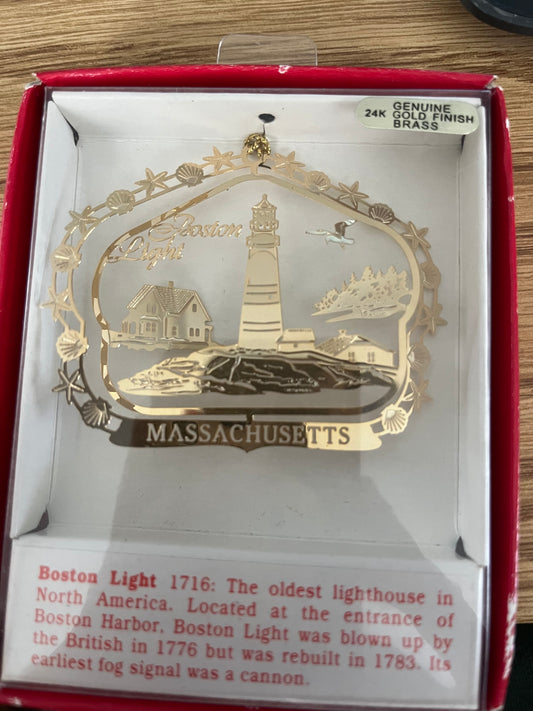 24K GENUINE
GOLD FINISH
BRASS
Boston
Light
MASSACHUSETTS
Boston Light 1716: The oldest lighthouse in
North America. Located at the entrance of
Boston Harbor, Boston Light was blown up by
the British in 1776 but was rebuilt in 1783. Its
earliest fog signal was a cannon.